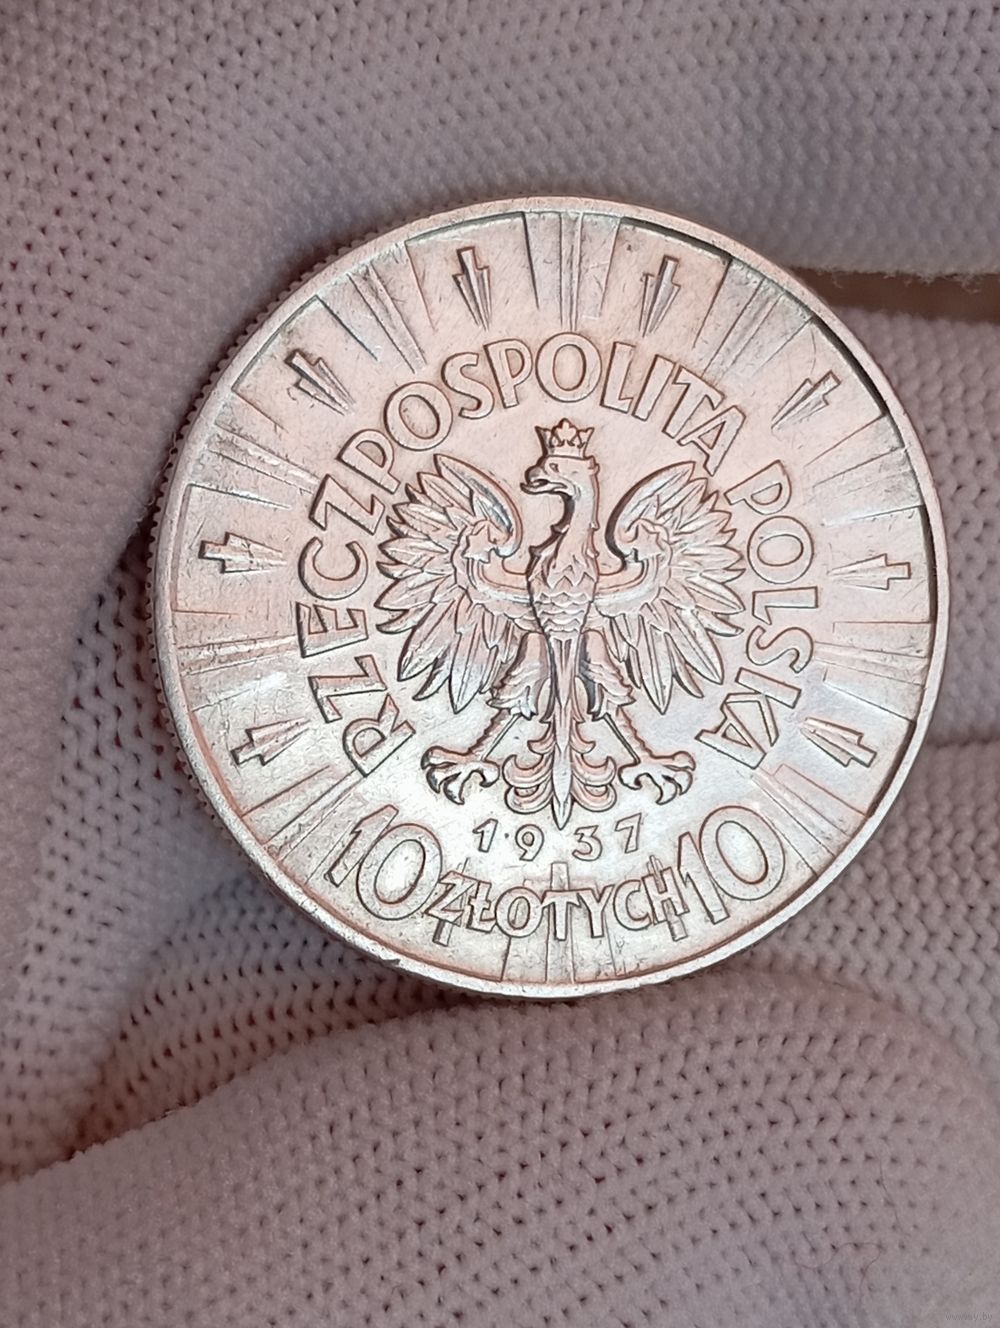 RZECZPOSPOLITA POLSKA
1937
10 ZŁOTYCH 10